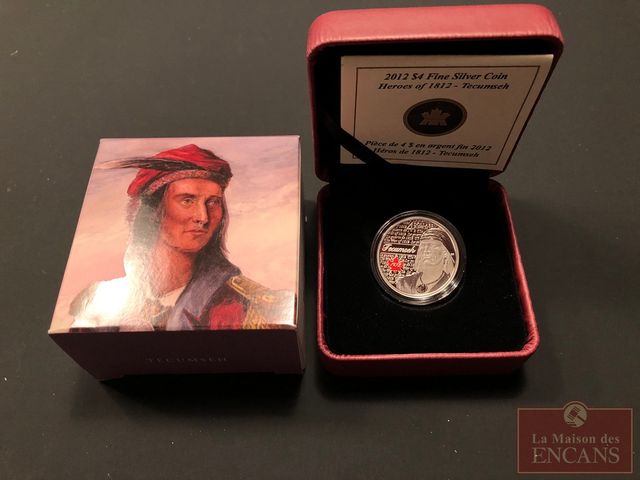 2012 $4 Fine Silver Coin
Heroes of 1812 - Tecumseh
Pièce de 4 $ en argent fin 2012
Héros de 1812 - Tecumseh
Tecumseh
TECUMSEH
La Maison des
ENCANS